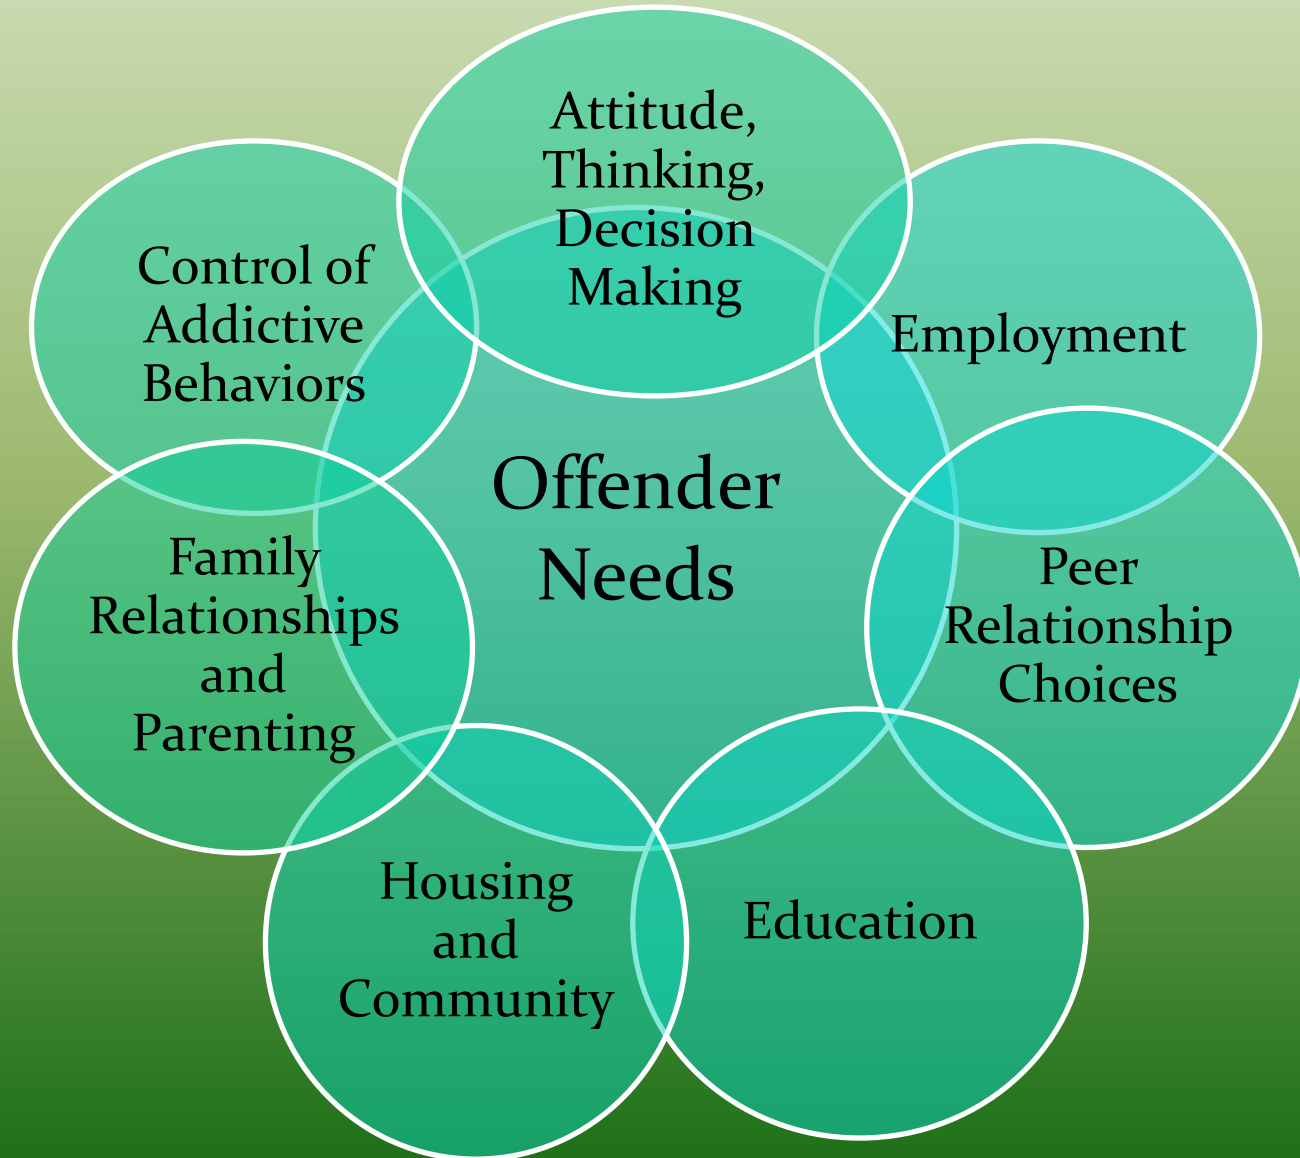 Attitude,
Thinking,
Decision
Making
Control of
Addictive
Behaviors
Employment
Offender
Needs
Family
Relationships
and
Parenting
Peer
Relationship
Choices
Housing
and
Community
Education